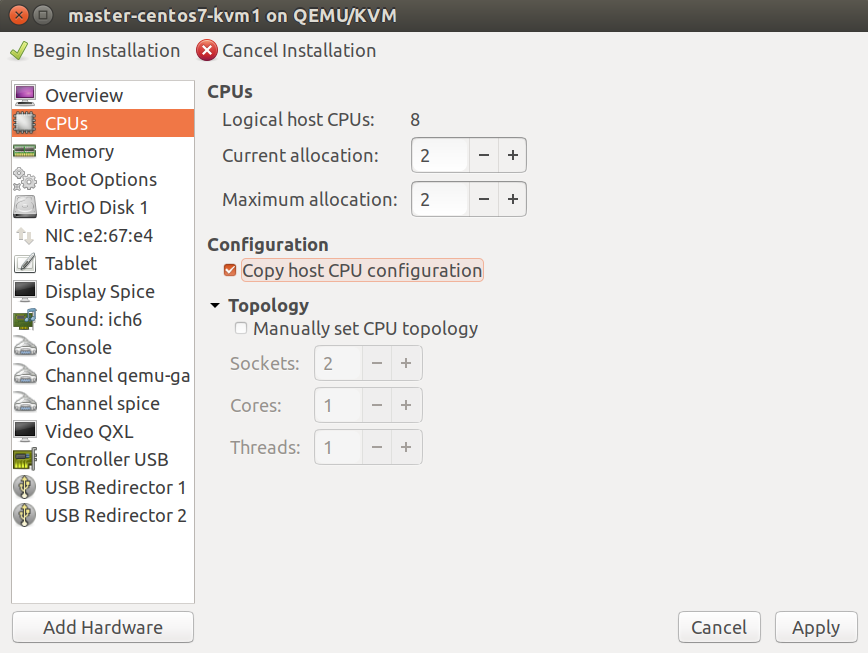 master-centos7-kvm1 on QEMU/KVM
Begin Installation Cancel Installation
Overview
CPUs
Memory
Boot Options
VirtIO Disk 1
NIC :e2:67:e4
Tablet
Display Spice
Sound: ich6
Console
Channel qemu-ga
Channel spice
Video QXL
Controller USB
USB Redirector 1
USB Redirector 2
Add Hardware
CPUs
Logical host CPUs: 8
Current allocation: 2 − +
Maximum allocation: 2 − +
Configuration
Copy host CPU configuration
Topology
Manually set CPU topology
Sockets: 2 − +
Cores: 1 − +
Threads: 1 − +
Cancel Apply